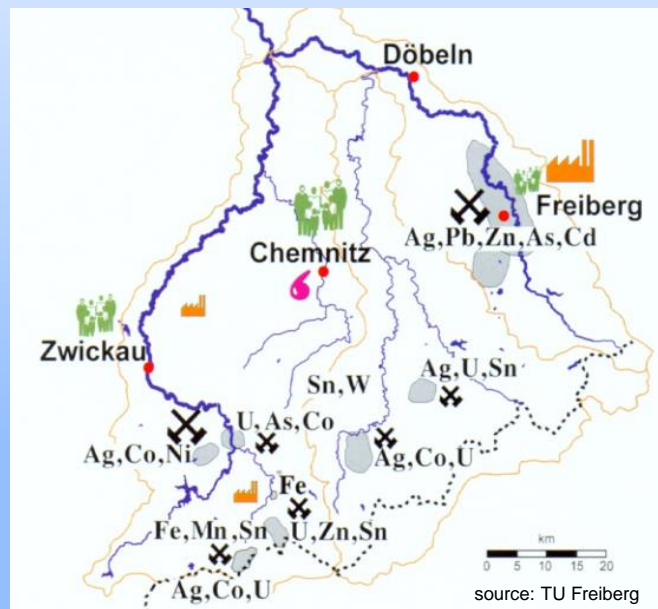 Döbeln
Freiberg
Ag,Pb,Zn,As,Cd
Chemnitz
Zwickau
Ag,U,Sn
Sn,W
U,As,Co
Ag,Co,Ni
Ag,Co,U
Fe
Fe,Mn,Sn
U,Zn,Sn
Ag,Co,U
km
0 5 10 15 20
source: TU Freiberg